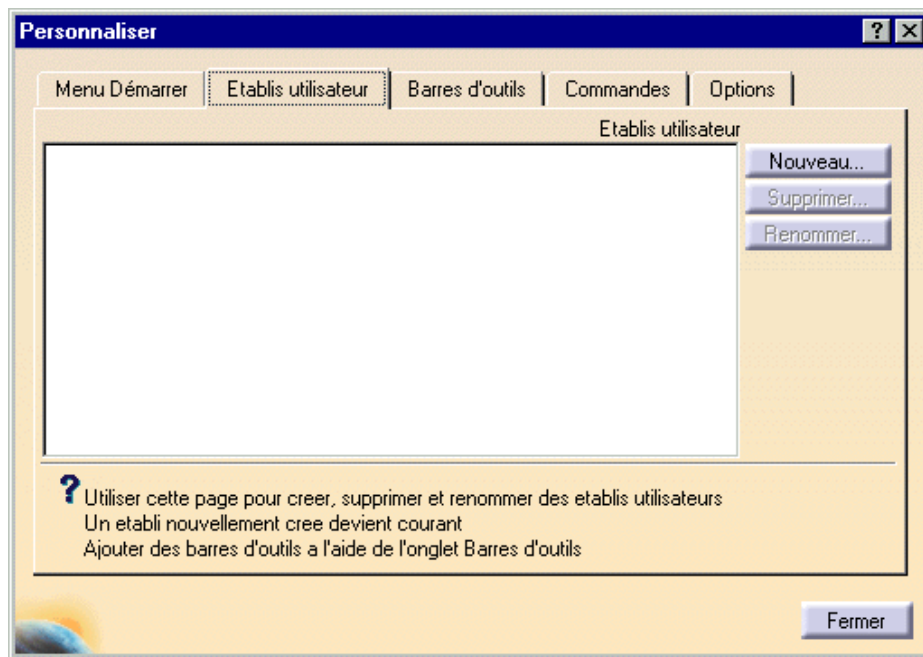 Personnaliser
Menu Démarrer Etablis utilisateur Barres d'outils Commandes Options
Etablis utilisateur
Nouveau...
Supprimer...
Renommer...
? Utiliser cette page pour creer, supprimer et renommer des etablis utilisateurs
Un etabli nouvellement cree devient courant
Ajouter des barres d'outils a l'aide de l'onglet Barres d'outils
Fermer